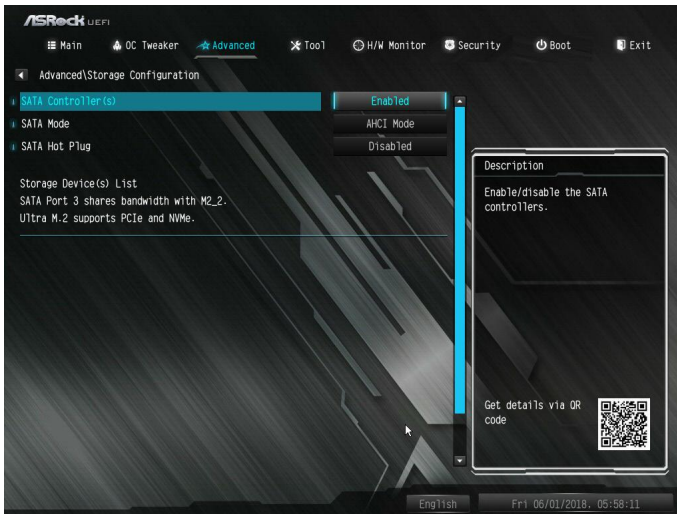 ASRock UEFI
Main OC Tweaker Advanced Tool H/W Monitor Security Boot Exit
Advanced\Storage Configuration
SATA Controller(s) Enabled
SATA Mode AHCI Mode
SATA Hot Plug Disabled
Storage Device(s) List
SATA Port 3 shares bandwidth with M2_2.
Ultra M.2 supports PCIe and NVMe.
Description
Enable/disable the SATA
controllers.
Get details via QR
code
English Fri 06/01/2018, 05:58:11